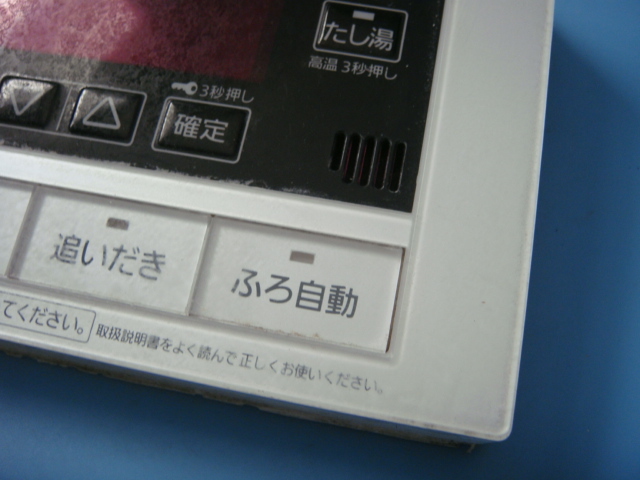 たし湯
高温 3秒押し
3秒押し
▽ △ 確定
追いだき
ふろ自動
てください。
取扱説明書をよく読んで正しくお使いください。